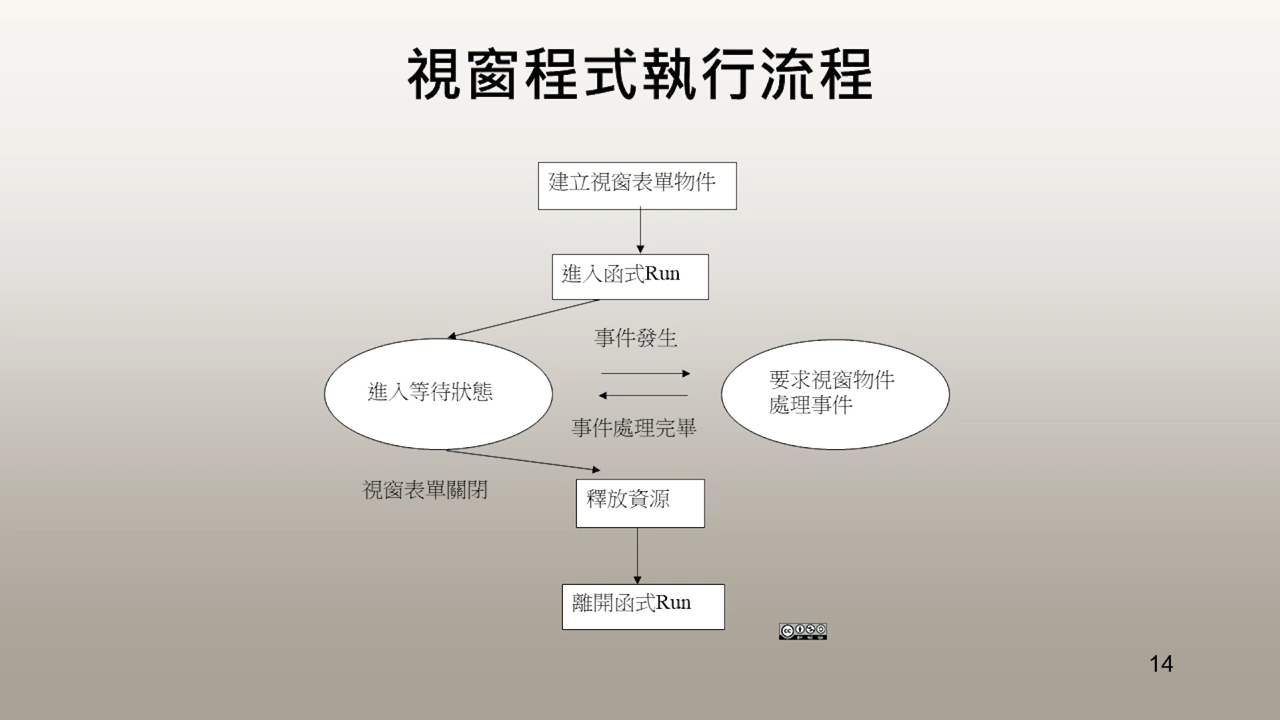 視窗程式執行流程
建立視窗表單物件
進入函式Run
事件發生
進入等待狀態
要求視窗物件
處理事件
事件處理完畢
視窗表單關閉
釋放資源
離開函式Run
cc
14